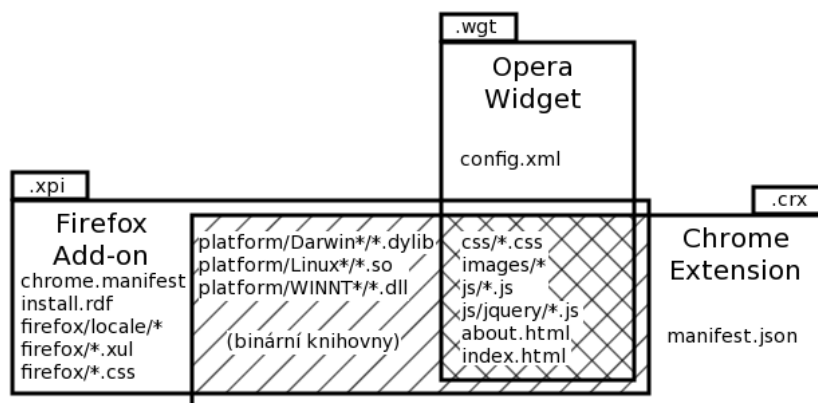 .wgt
Opera
Widget
config.xml
.xpi
.crx
Firefox
Add-on
chrome.manifest
install.rdf
firefox/locale/*
firefox/*.xul
firefox/*.css
platform/Darwin*/*.dylib
platform/Linux*/*.so
platform/WINNT*/*.dll
(binární knihovny)
css/*.css
images/*
js/*.js
js/jquery/*.js
about.html
index.html
Chrome
Extension
manifest.json